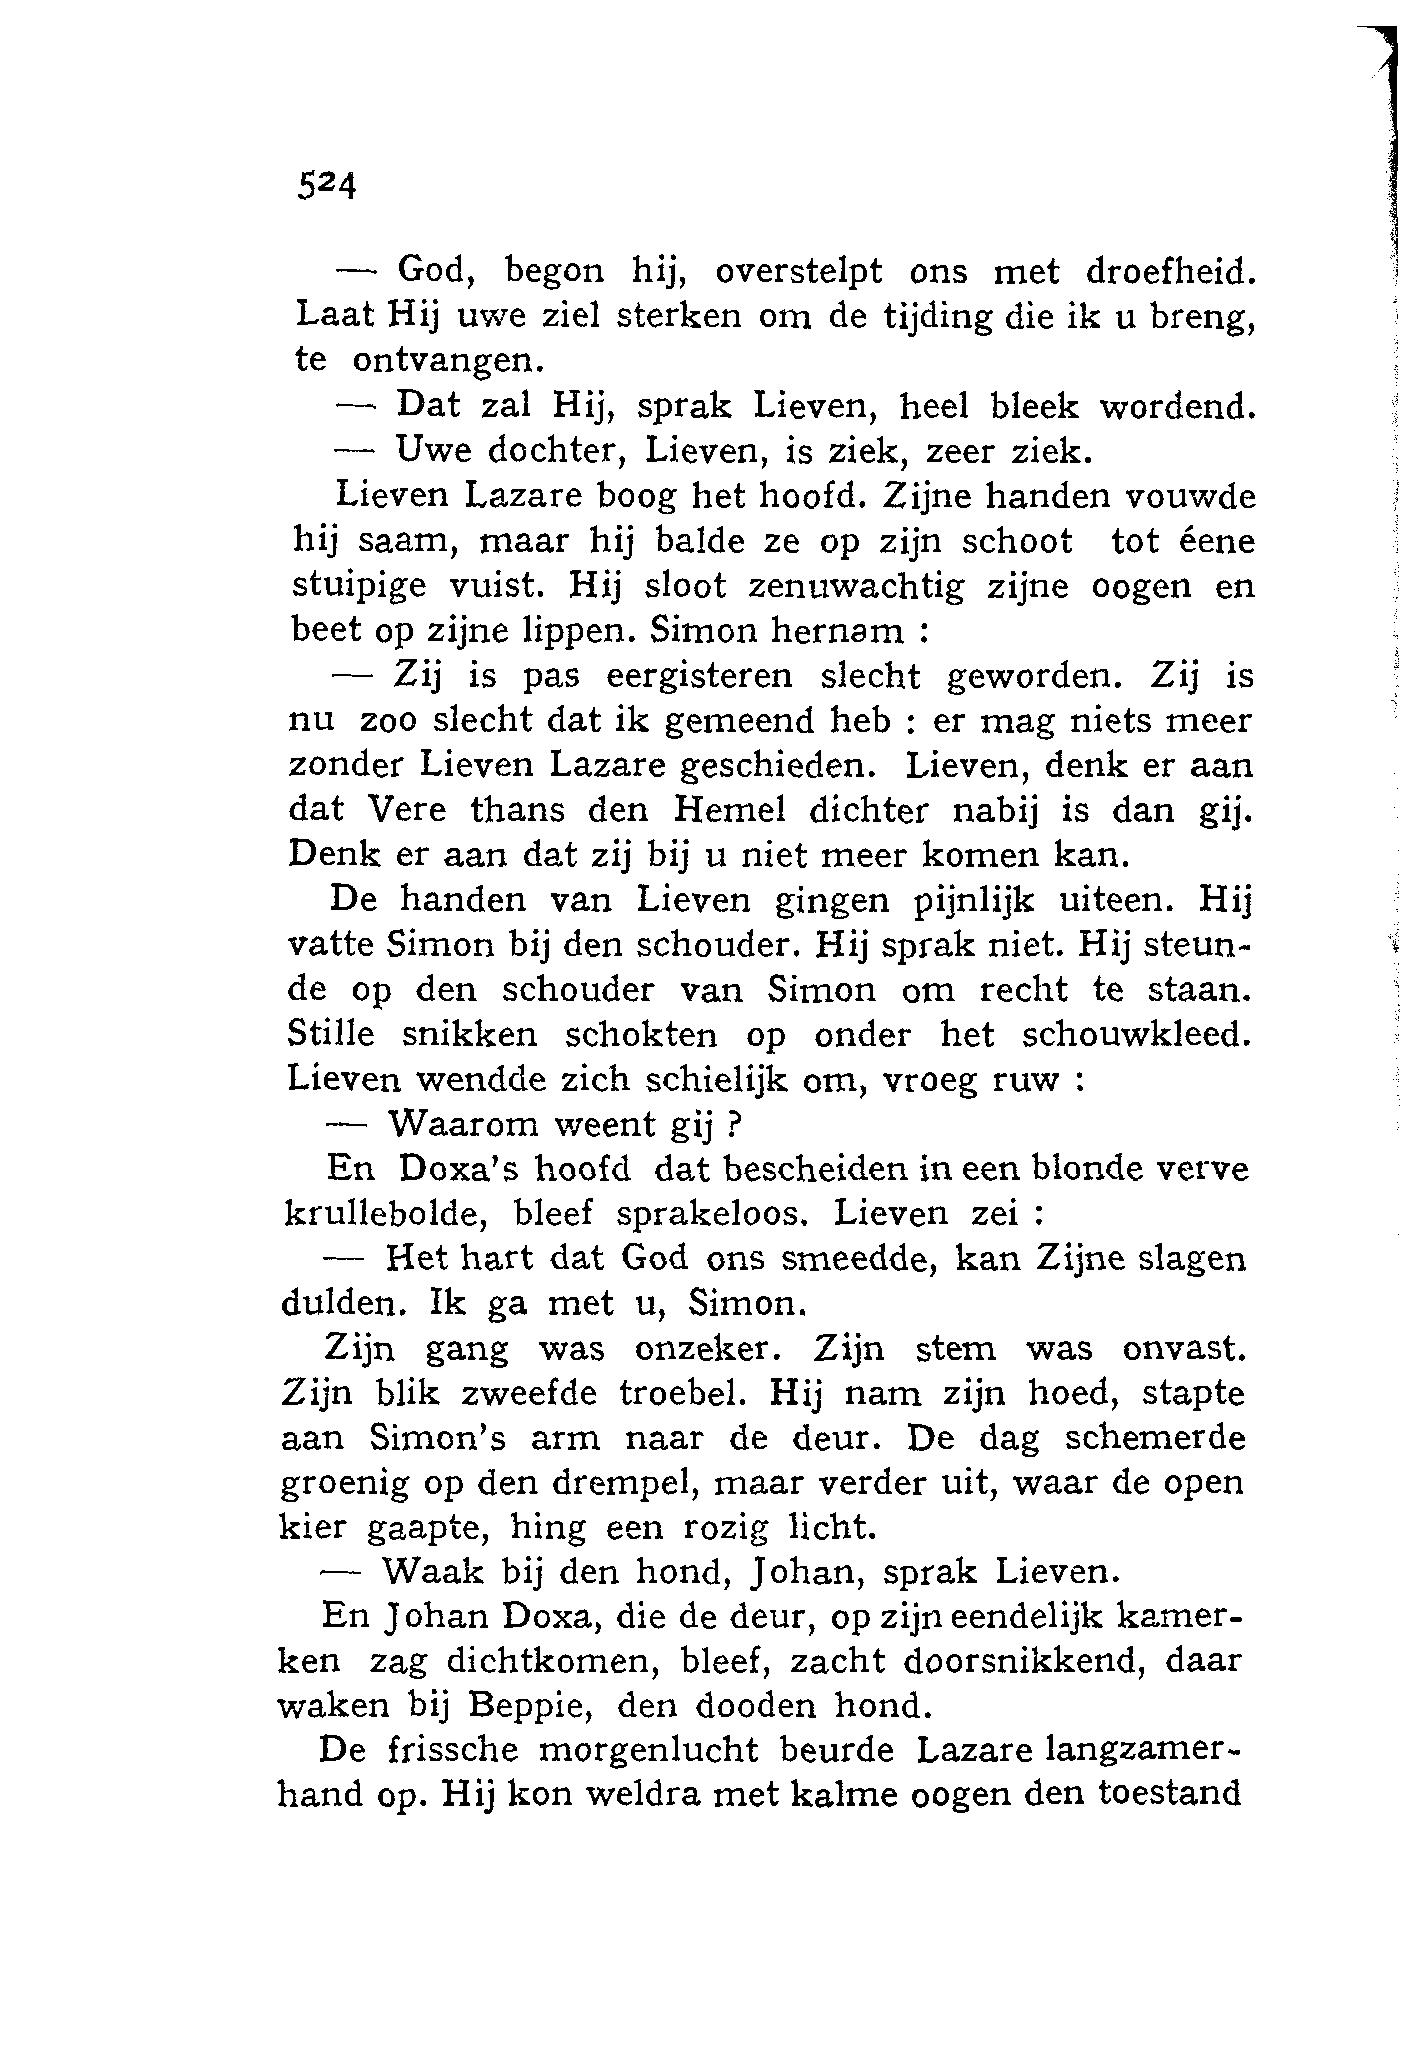 524
— God, begon hij, overstelpt ons met droefheid.
Laat Hij uwe ziel sterken om de tijding die ik u breng,
te ontvangen.
— Dat zal Hij, sprak Lieven, heel bleek wordend.
— Uwe dochter, Lieven, is ziek, zeer ziek.
Lieven Lazare boog het hoofd. Zijne handen vouwde
hij saam, maar hij balde ze op zijn schoot tot éene
stuipige vuist. Hij sloot zenuwachtig zijne oogen en
beet op zijne lippen. Simon hernam :
— Zij is pas eergisteren slecht geworden. Zij is
nu zoo slecht dat ik gemeend heb : er mag niets meer
zonder Lieven Lazare geschieden. Lieven, denk er aan
dat Vere thans den Hemel dichter nabij is dan gij.
Denk er aan dat zij bij u niet meer komen kan.
De handen van Lieven gingen pijnlijk uiteen. Hij
vatte Simon bij den schouder. Hij sprak niet. Hij steun-
de op den schouder van Simon om recht te staan.
Stille snikken schokten op onder het schouwkleed.
Lieven wendde zich schielijk om, vroeg ruw :
— Waarom weent gij ?
En Doxa's hoofd dat bescheiden in een blonde verve
krullebolde, bleef sprakeloos. Lieven zei :
— Het hart dat God ons smeedde, kan Zijne slagen
dulden. Ik ga met u, Simon.
Zijn gang was onzeker. Zijn stem was onvast.
Zijn blik zweefde troebel. Hij nam zijn hoed, stapte
aan Simon's arm naar de deur. De dag schemerde
groenig op den drempel, maar verder uit, waar de open
kier gaapte, hing een rozig licht.
— Waak bij den hond, Johan, sprak Lieven.
En Johan Doxa, die de deur, op zijn eendelijk kamer-
ken zag dichtkomen, bleef, zacht doorsnikkend, daar
waken bij Beppie, den dooden hond.
De frissche morgenlucht beurde Lazare langzamer-
hand op. Hij kon weldra met kalme oogen den toestand